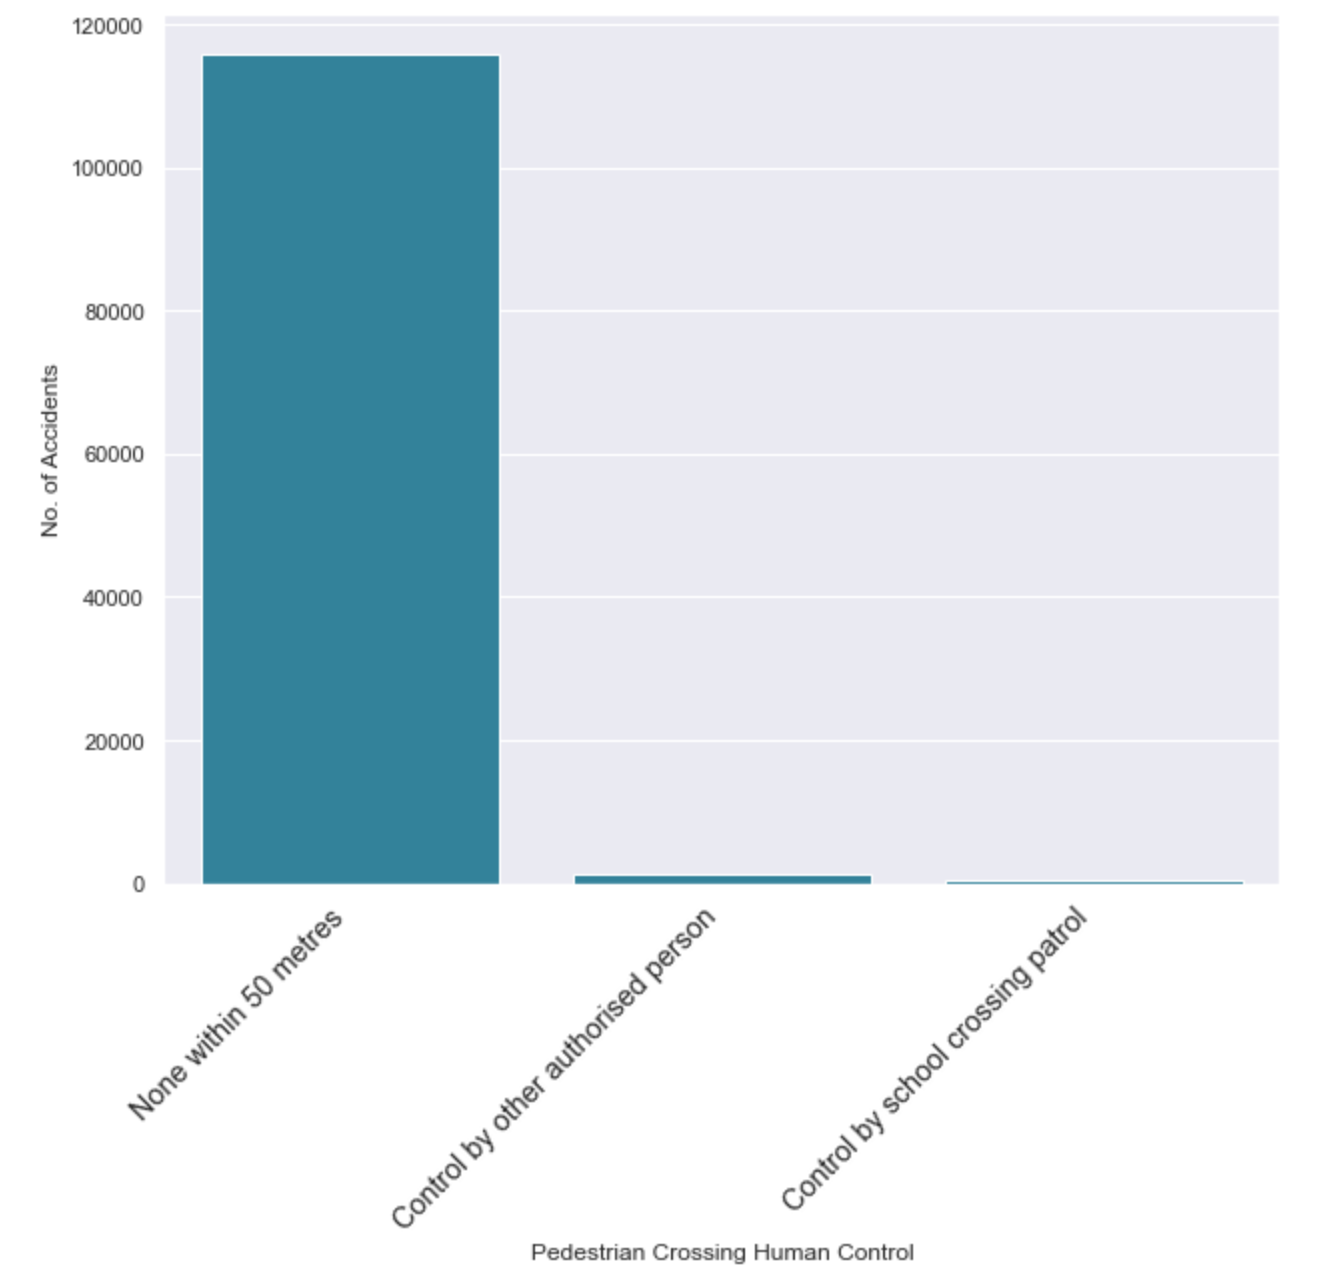 120000
100000
80000
60000
40000
20000
0
No. of Accidents
None within 50 metres
Control by other authorised person
Control by school crossing patrol
Pedestrian Crossing Human Control